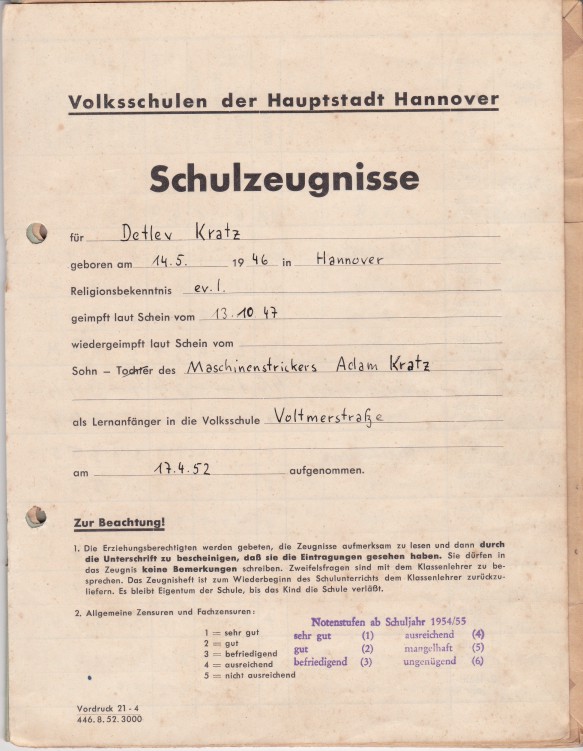 Volksschulen der Hauptstadt Hannover
Schulzeugnisse
für Detlev Kratz
geboren am 14.5. 1946 in Hannover
Religionsbekenntnis ev. l.
geimpft laut Schein vom 13.10.47
wiedergeimpft laut Schein vom
Sohn – Tochter des Maschinenstrickers Adam Kratz
als Lernanfänger in die Volksschule Voltmerstraße
am 17.4.52 aufgenommen.
Zur Beachtung!
1. Die Erziehungsberechtigten werden gebeten, die Zeugnisse aufmerksam zu lesen und dann durch
die Unterschrift zu bescheinigen, daß sie die Eintragungen gesehen haben. Sie dürfen in
das Zeugnis keine Bemerkungen schreiben. Zweifelsfragen sind mit dem Klassenlehrer zu be-
sprechen. Das Zeugnisheft ist zum Wiederbeginn des Schulunterrichts dem Klassenlehrer zurückzu-
liefern. Es bleibt Eigentum der Schule, bis das Kind die Schule verläßt.
2. Allgemeine Zensuren und Fachzensuren:
1 = sehr gut
2 = gut
3 = befriedigend
4 = ausreichend
5 = nicht ausreichend
Notenstufen ab Schuljahr 1954/55
sehr gut (1) ausreichend (4)
gut (2) mangelhaft (5)
befriedigend (3) ungenügend (6)
Vordruck 21 - 4
446. 8. 52. 3000